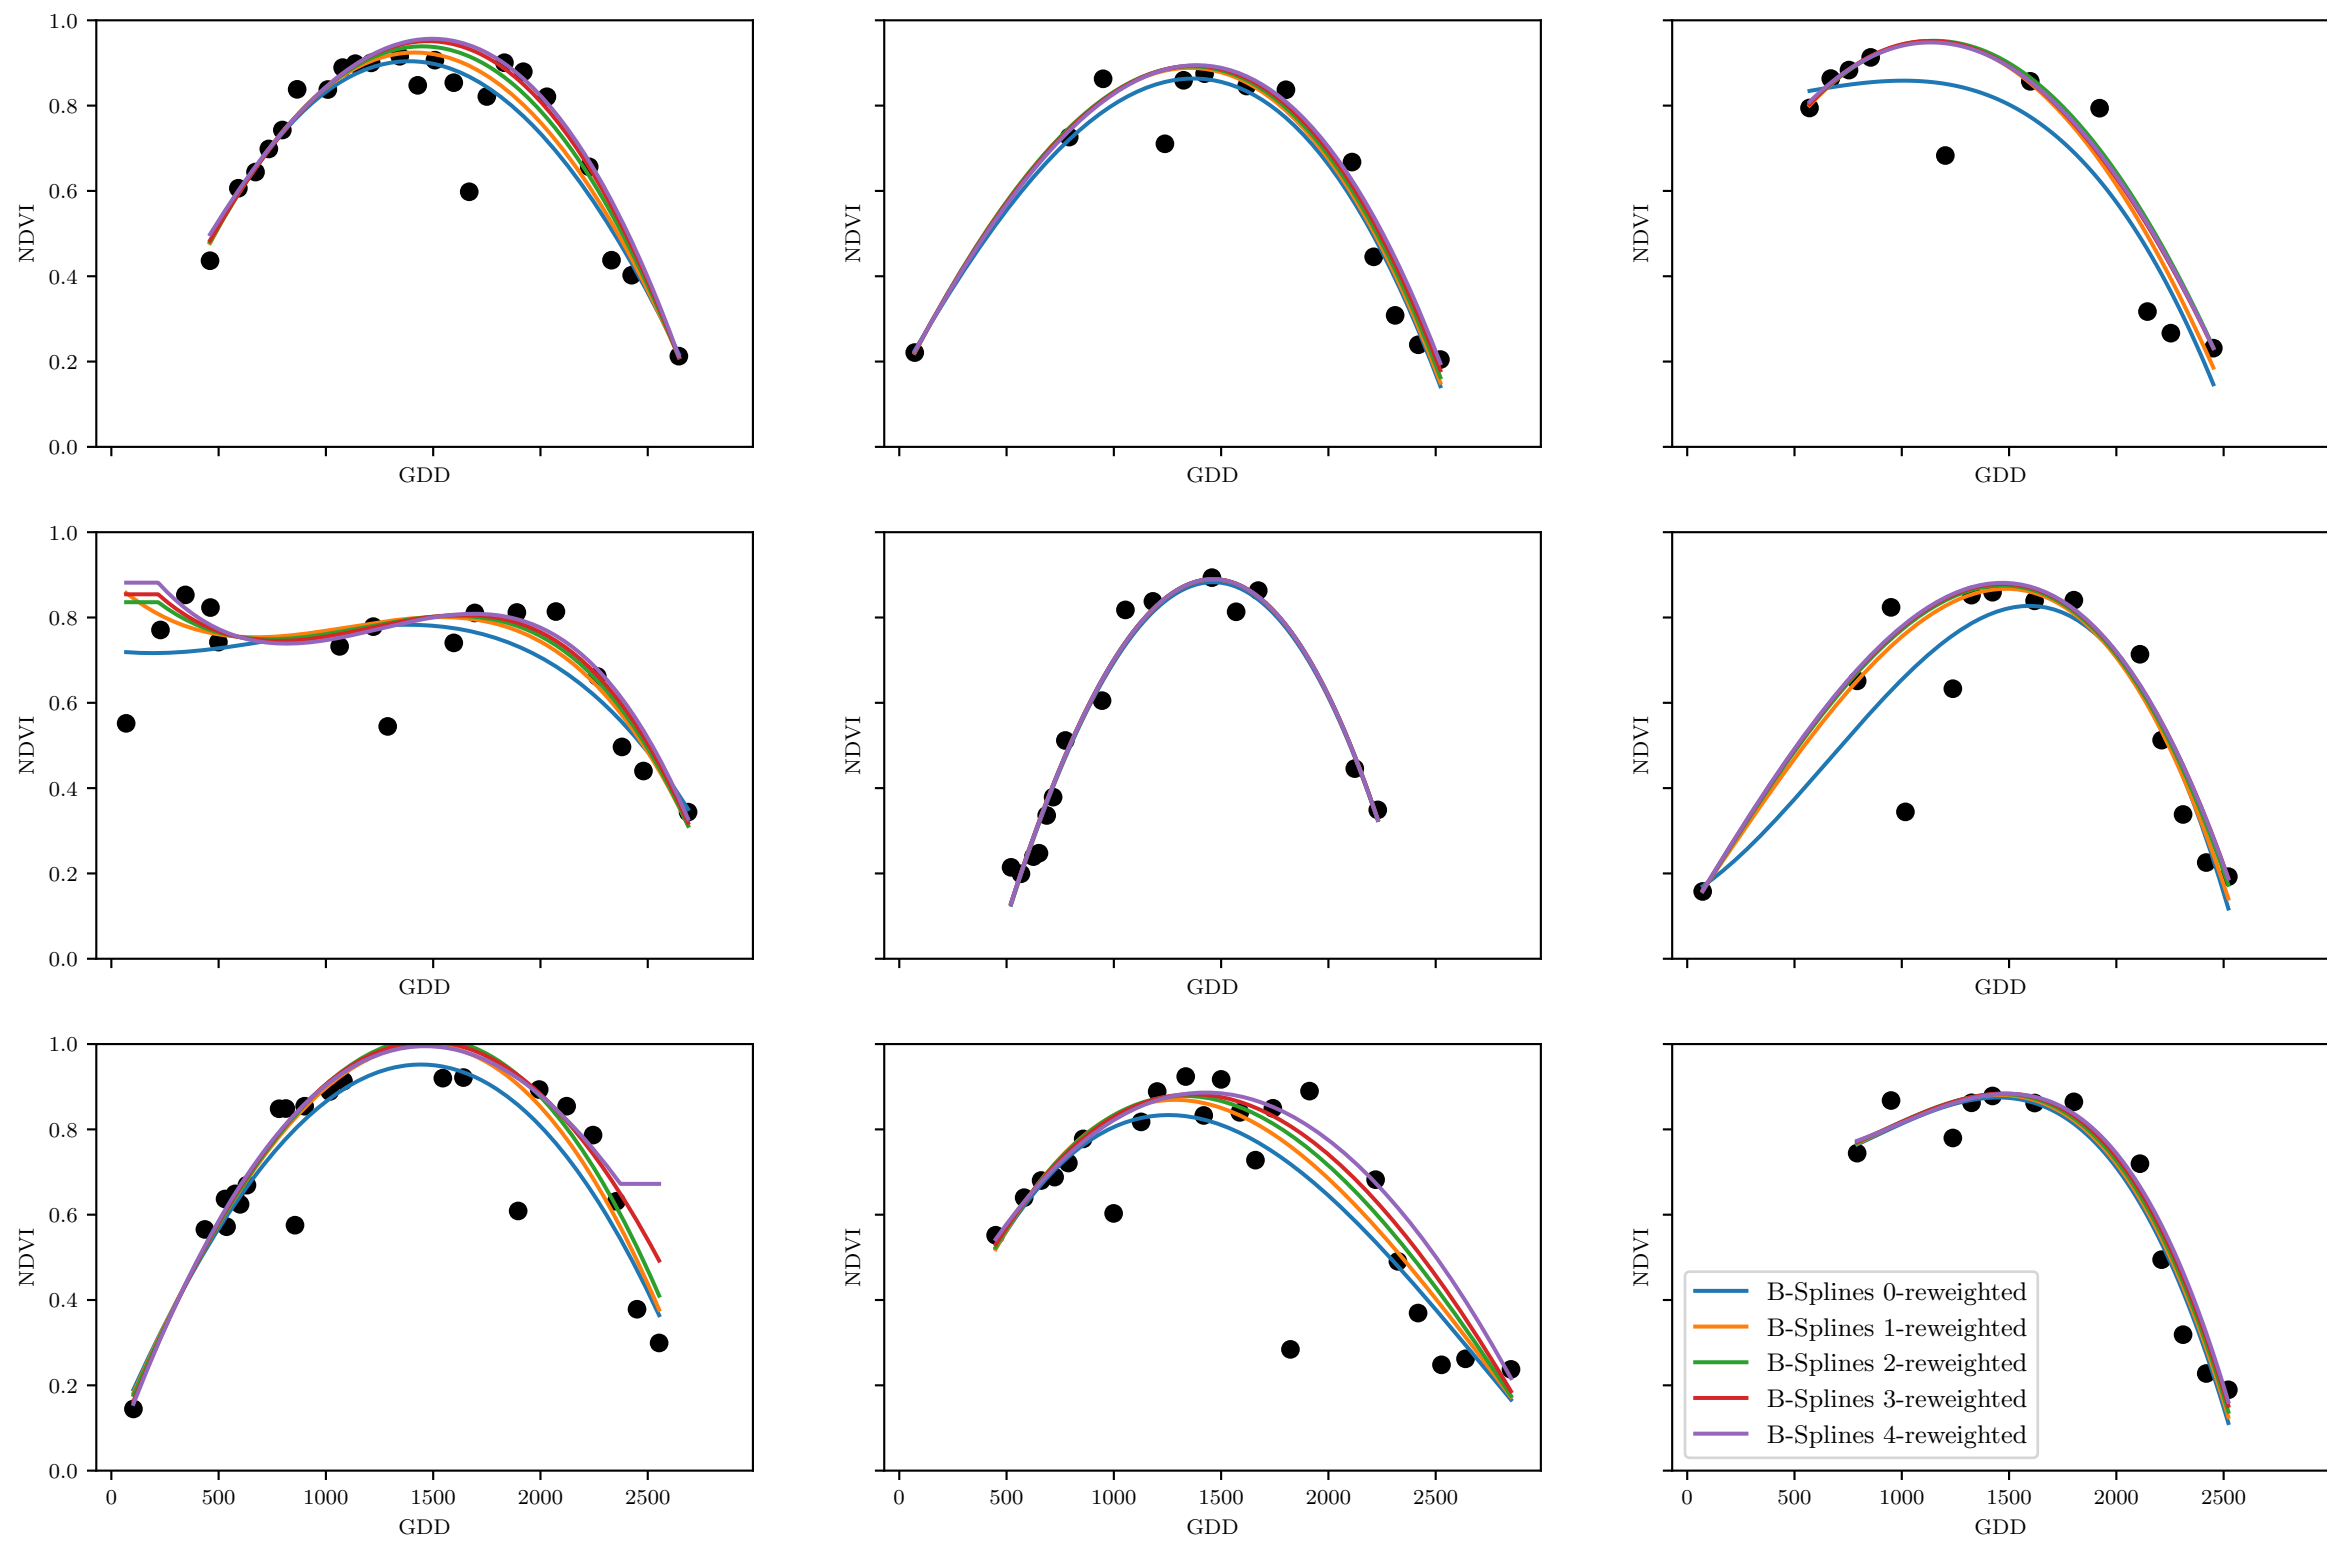 1.0
0.8
0.6
0.4
0.2
0.0
NDVI
GDD
NDVI
GDD
NDVI
GDD
1.0
0.8
0.6
0.4
0.2
0.0
NDVI
GDD
NDVI
GDD
NDVI
GDD
1.0
0.8
0.6
0.4
0.2
0.0
NDVI
0 500 1000 1500 2000 2500
GDD
NDVI
0 500 1000 1500 2000 2500
GDD
NDVI
B-Splines 0-reweighted
B-Splines 1-reweighted
B-Splines 2-reweighted
B-Splines 3-reweighted
B-Splines 4-reweighted
0 500 1000 1500 2000 2500
GDD